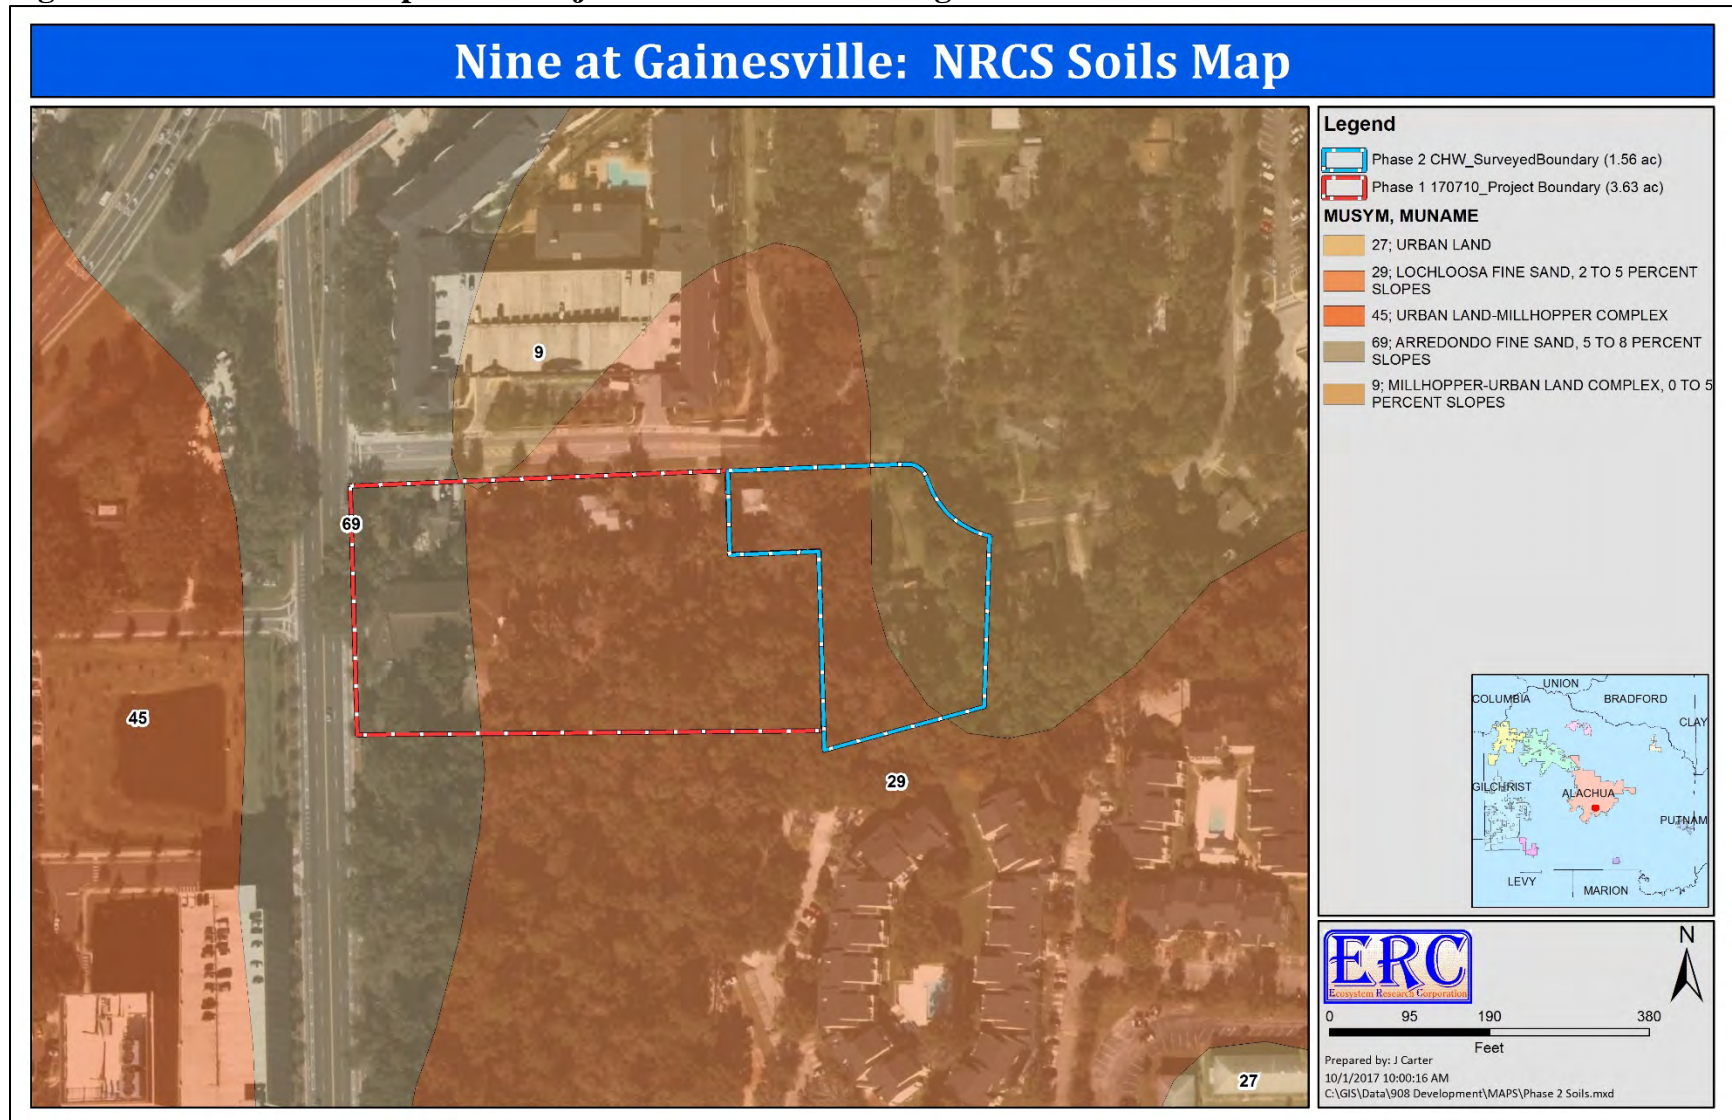 Nine at Gainesville: NRCS Soils Map
9
69
45
29
27
Legend
Phase 2 CHW_SurveyedBoundary (1.56 ac)
Phase 1 170710_Project Boundary (3.63 ac)
MUSYM, MUNAME
27; URBAN LAND
29; LOCHLOOSA FINE SAND, 2 TO 5 PERCENT
SLOPES
45; URBAN LAND-MILLHOPPER COMPLEX
69; ARREDONDO FINE SAND, 5 TO 8 PERCENT
SLOPES
9; MILLHOPPER-URBAN LAND COMPLEX, 0 TO 5
PERCENT SLOPES
UNION
COLUMBIA
BRADFORD
CLAY
GILCHRIST
ALACHUA
PUTNAM
LEVY
MARION
ERC
Ecosystem Research Corporation
N
0 95 190 380
Feet
Prepared by: J Carter
10/1/2017 10:00:16 AM
C:\GIS\Data\908 Development\MAPS\Phase 2 Soils.mxd